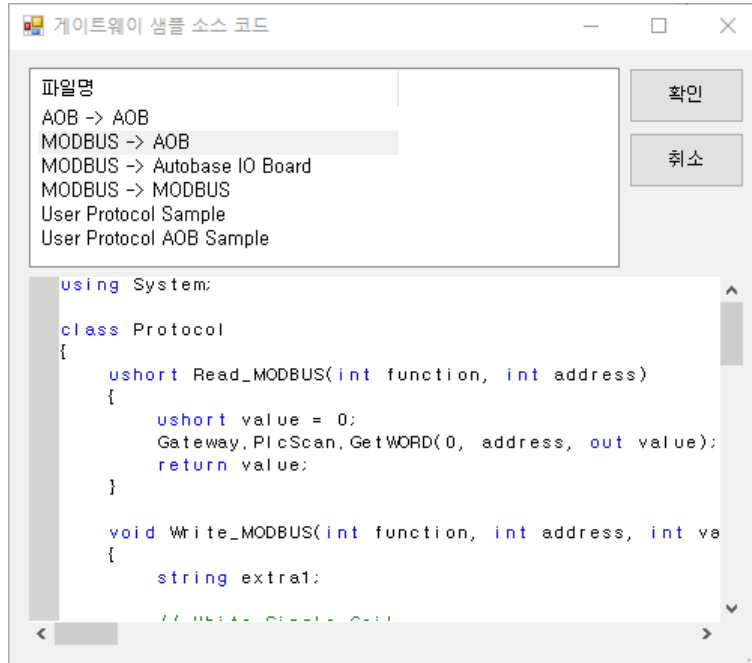 게이트웨이 샘플 소스 코드
파일명
AOB -> AOB
MODBUS -> AOB
MODBUS -> Autobase IO Board
MODBUS -> MODBUS
User Protocol Sample
User Protocol AOB Sample
확인
취소
using System;
class Protocol
{
ushort Read_MODBUS(int function, int address)
{
ushort value = 0;
Gateway.PlcScan.GetWORD(0, address, out value);
return value;
}
void Write_MODBUS(int function, int address, int va
{
string extra1;